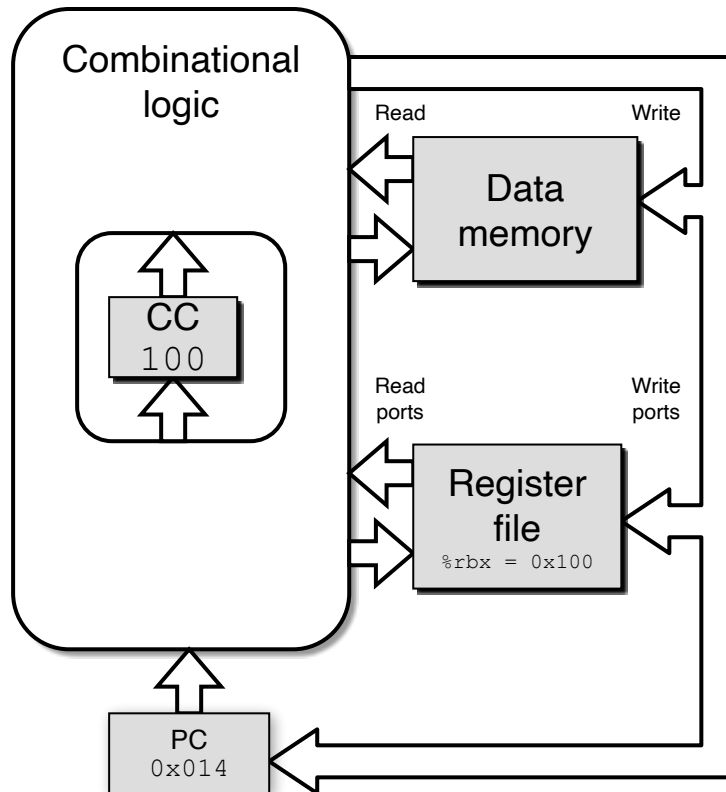 Combinational
logic
Read
Write
Data
memory
CC
100
Read
ports
Write
ports
Register
file
%rbx = 0x100
PC
0x014